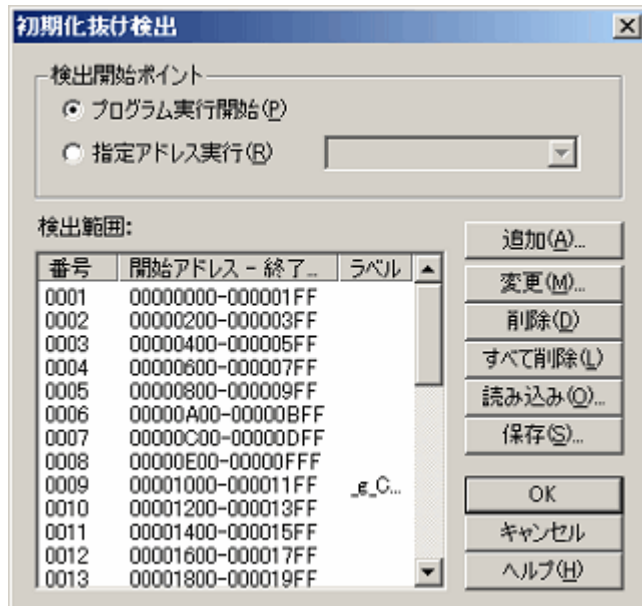 初期化抜け検出
検出開始ポイント
プログラム実行開始(P)
指定アドレス実行(R)
検出範囲:
番号 開始アドレス - 終了... ラベル
0001 00000000-000001FF
0002 00000200-000003FF
0003 00000400-000005FF
0004 00000600-000007FF
0005 00000800-000009FF
0006 00000A00-00000BFF
0007 00000C00-00000DFF
0008 00000E00-00000FFF
0009 00001000-000011FF _g_C...
0010 00001200-000013FF
0011 00001400-000015FF
0012 00001600-000017FF
0013 00001800-000019FF
追加(A)...
変更(M)...
削除(D)
すべて削除(L)
読み込み(O)...
保存(S)...
OK
キャンセル
ヘルプ(H)